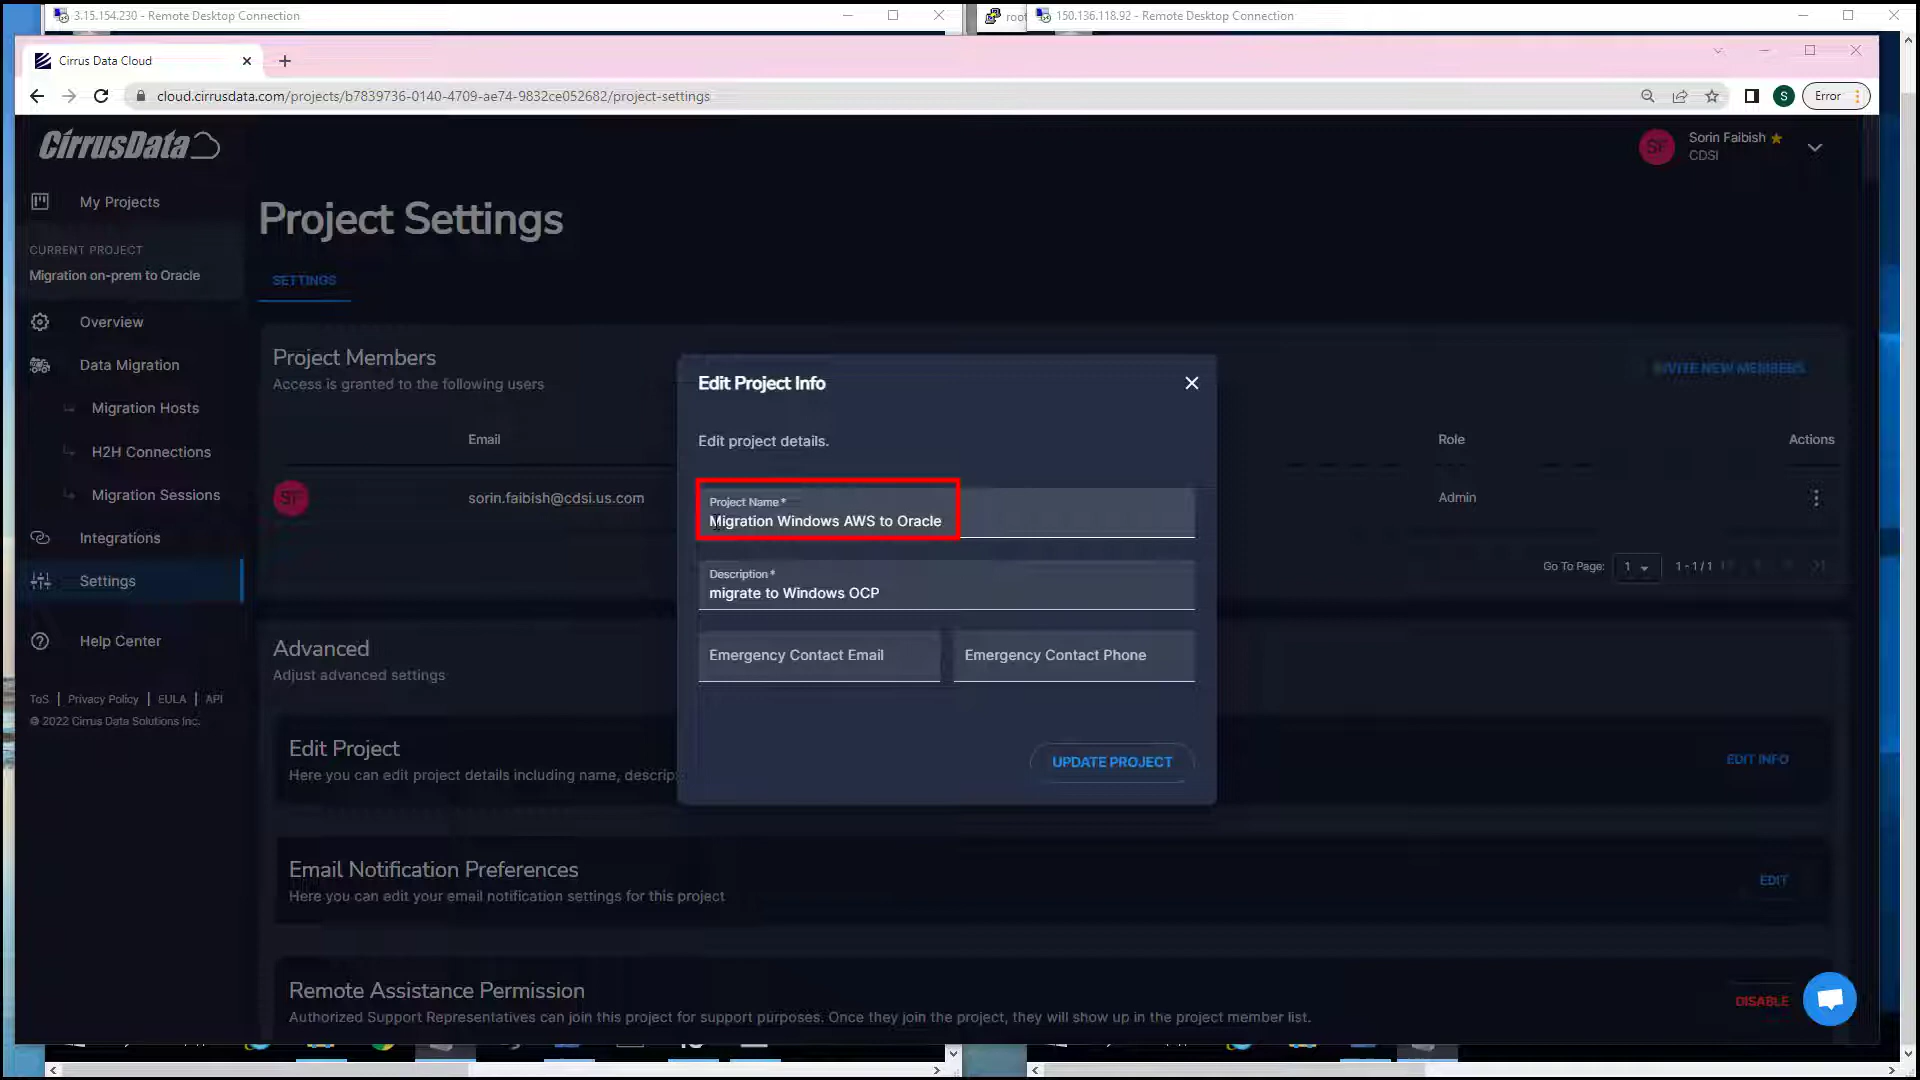 3.15.154.230 - Remote Desktop Connection
root
150.136.118.92 - Remote Desktop Connection
Cirrus Data Cloud
cloud.cirrusdata.com/projects/b7839736-0140-4709-ae74-9832ce052682/project-settings
S
Error
CirrusData
SF
Sorin Faibish
CDSI
My Projects
CURRENT PROJECT
Migration on-prem to Oracle
Overview
Data Migration
Migration Hosts
H2H Connections
Migration Sessions
Integrations
Settings
Help Center
ToS | Privacy Policy | EULA | API
© 2022 Cirrus Data Solutions Inc.
Project Settings
SETTINGS
Project Members
Access is granted to the following users
INVITE NEW MEMBERS
Email
Role
Actions
SF
sorin.faibish@cdsi.us.com
Admin
Go To Page:
1
1 - 1 / 1
Advanced
Adjust advanced settings
Edit Project
Here you can edit project details including name, descrip
EDIT INFO
Email Notification Preferences
Here you can edit your email notification settings for this project
EDIT
Remote Assistance Permission
Authorized Support Representatives can join this project for support purposes. Once they join the project, they will show up in the project member list.
DISABLE
Edit Project Info
Edit project details.
Project Name *
Migration Windows AWS to Oracle
Description *
migrate to Windows OCP
Emergency Contact Email
Emergency Contact Phone
UPDATE PROJECT